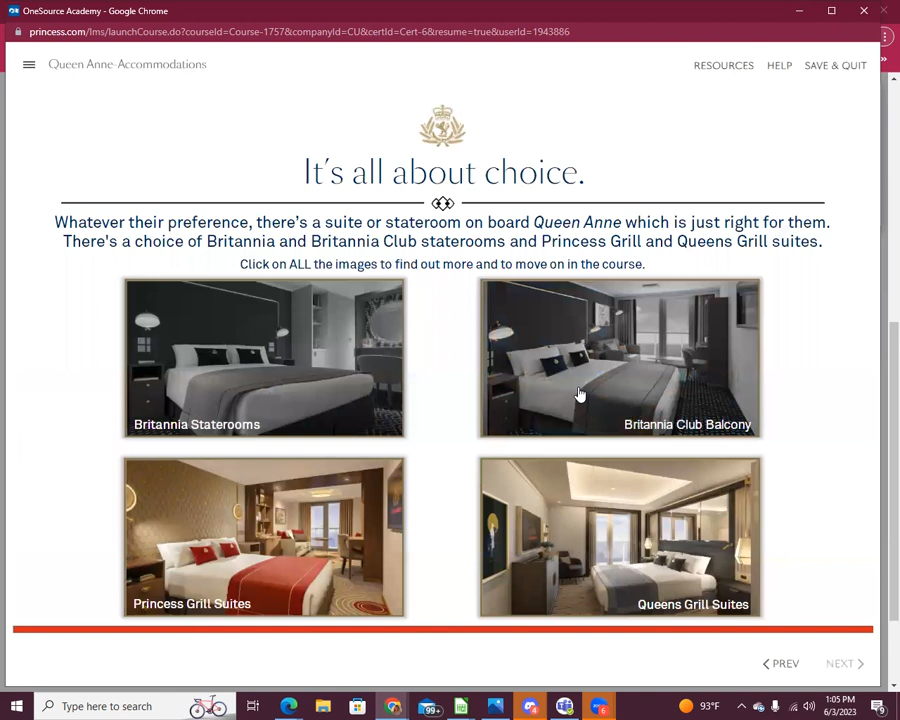 OneSource Academy - Google Chrome
princess.com/lms/launchCourse.do?courseId=Course-1757&companyId=CU&certId=Cert-6&resume=true&userId=1943886
Queen Anne-Accommodations
RESOURCES HELP SAVE & QUIT
It's all about choice.
Whatever their preference, there's a suite or stateroom on board Queen Anne which is just right for them.
There's a choice of Britannia and Britannia Club staterooms and Princess Grill and Queens Grill suites.
Click on ALL the images to find out more and to move on in the course.
Britannia Staterooms
Britannia Club Balcony
Princess Grill Suites
Queens Grill Suites
PREV NEXT
Type here to search
99+
4
6
93°F
1:05 PM
6/3/2023
9